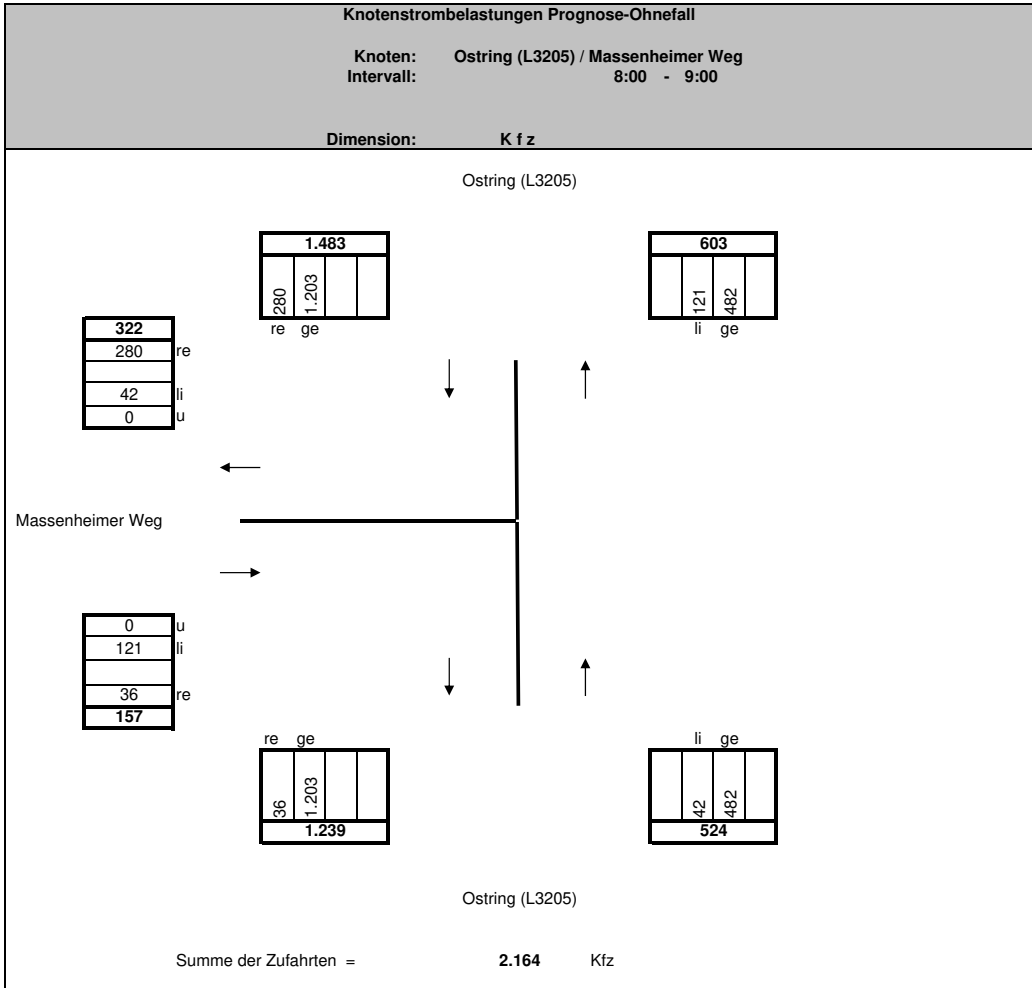 Knotenstrombelastungen Prognose-Ohnefall
Knoten: Ostring (L3205) / Massenheimer Weg
Intervall: 8:00 - 9:00
Dimension: K f z
Ostring (L3205)
1.483
280 1.203
re ge
603
121 482
li ge
322
280 re
42 li
0 u
Massenheimer Weg
0 u
121 li
36 re
157
re ge
36 1.203
1.239
li ge
42 482
524
Ostring (L3205)
Summe der Zufahrten = 2.164 Kfz